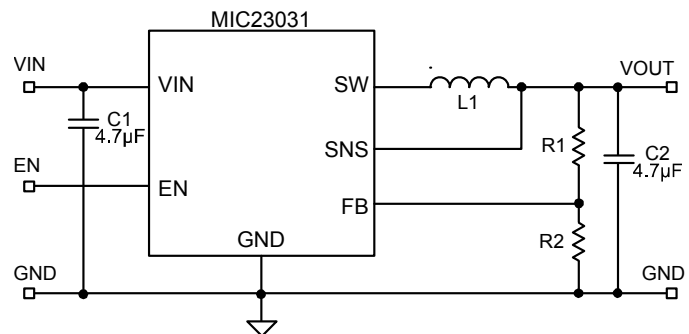 MIC23031
VIN
VOUT
VIN
SW
L1
C1
4.7µF
SNS
R1
C2
4.7µF
EN
EN
FB
R2
GND
GND
GND